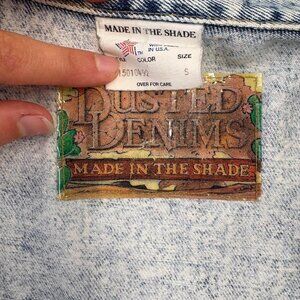 MADE IN THE SHADE
IN U.S.A.
COLOR SIZE
S
OVER FOR CARE
DUSTED
DENIMS
MADE IN THE SHADE